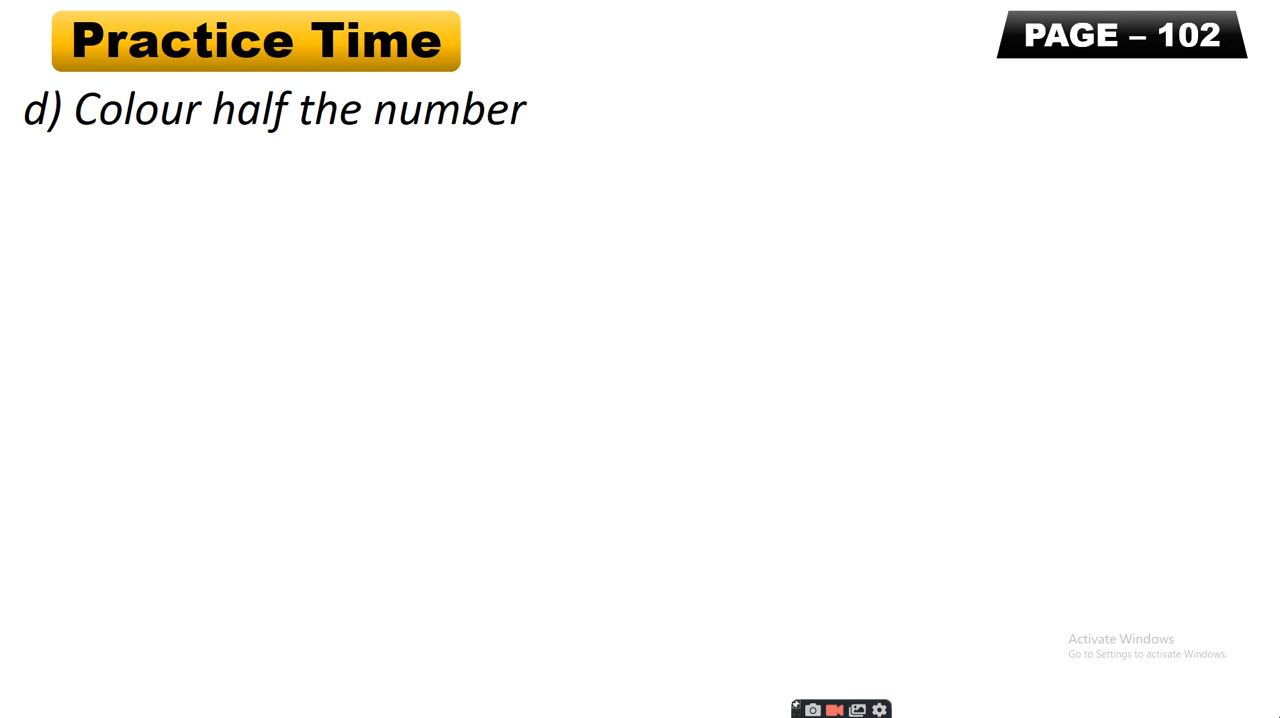 Practice Time
PAGE – 102
d) Colour half the number
Activate Windows
Go to Settings to activate Windows.